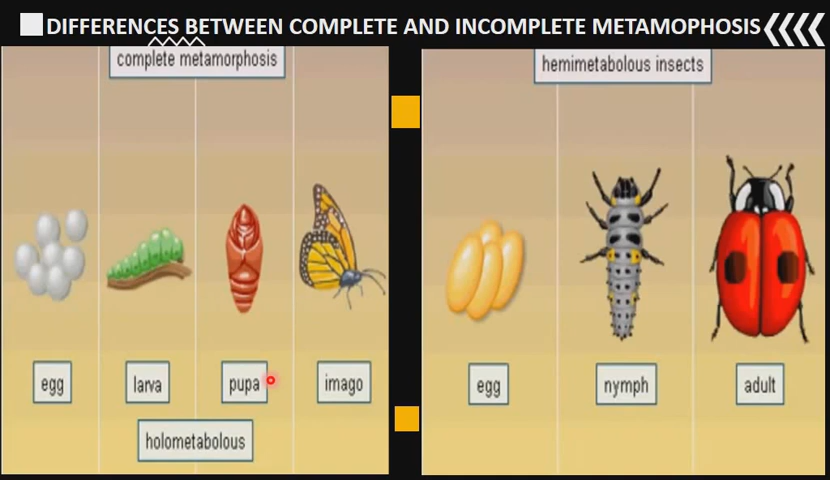 DIFFERENCES BETWEEN COMPLETE AND INCOMPLETE METAMOPHOSIS
complete metamorphosis
egg
larva
pupa
imago
holometabolous
hemimetabolous insects
egg
nymph
adult